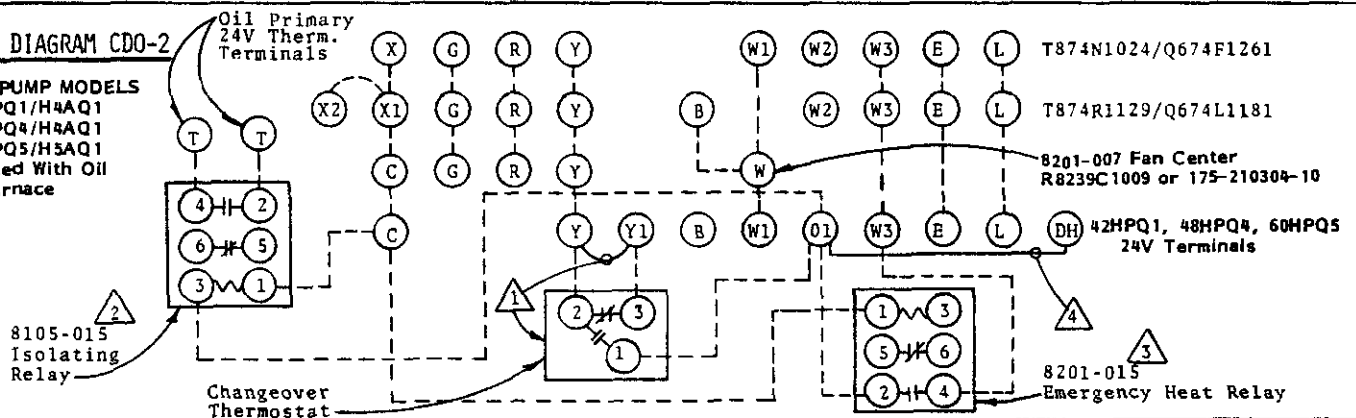 DIAGRAM CDO-2
Oil Primary
24V Therm.
Terminals
PUMP MODELS
PQ1/H4AQ1
PQ4/H4AQ1
PQ5/H5AQ1
ed With Oil
rnace
X G R Y W1 W2 W3 E L T874N1024/Q674F1261
X2 X1 G R Y B W2 W3 E L T874R1129/Q674L1181
T T
C G R Y W
8201-007 Fan Center
R8239C1009 or 175-210304-10
4 2
6 5
3 1
C Y Y1 B W1 O1 W3 E L DH 42HPQ1, 48HPQ4, 60HPQ5
24V Terminals
1
2 3
1
1 3
5 6
2 4
4
2
8105-015
Isolating
Relay
Changeover
Thermostat
3
8201-015
Emergency Heat Relay